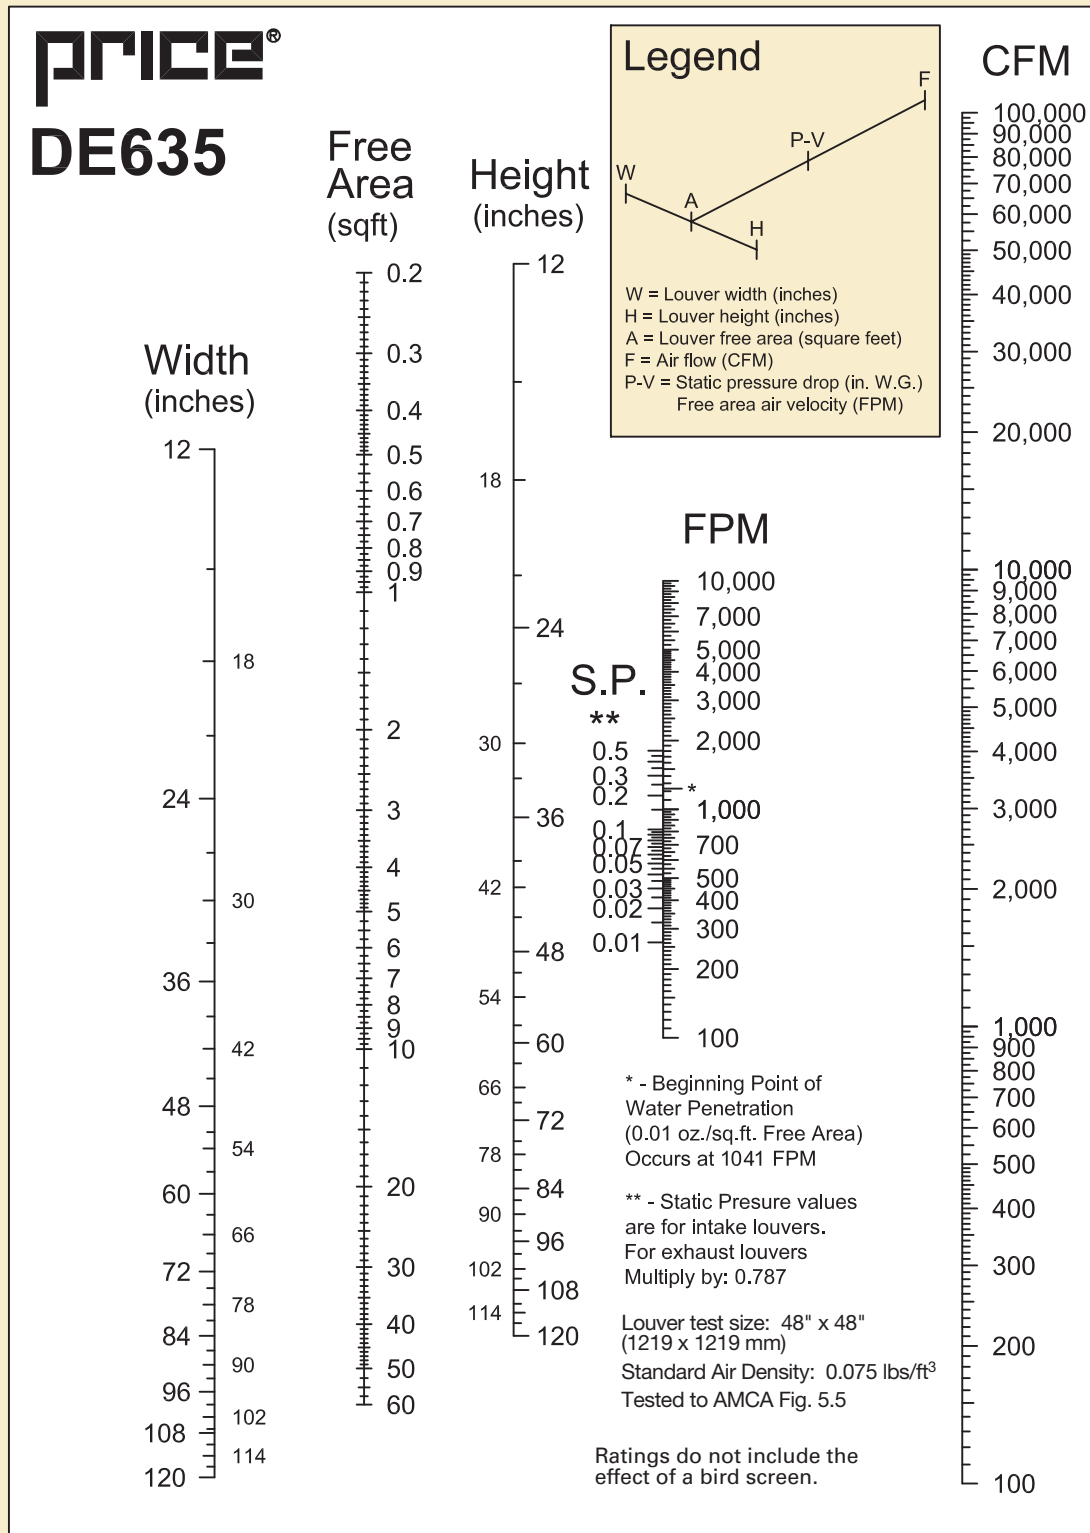 price®
DE635
Free
Area
(sqft)
0.2
0.3
0.4
0.5
0.6
0.7
0.8
0.9
1
2
3
4
5
6
7
8
9
10
20
30
40
50
60
Width
(inches)
12
18
24
30
36
42
48
54
60
66
72
78
84
90
96
102
108
114
120
Height
(inches)
12
18
24
30
36
42
48
54
60
66
72
78
84
90
96
102
108
114
120
Legend
F
P-V
W
A
H
W = Louver width (inches)
H = Louver height (inches)
A = Louver free area (square feet)
F = Air flow (CFM)
P-V = Static pressure drop (in. W.G.)
Free area air velocity (FPM)
S.P.
**
0.5
0.3
0.2
0.1
0.07
0.05
0.03
0.02
0.01
FPM
10,000
7,000
5,000
4,000
3,000
2,000
*
1,000
700
500
400
300
200
100
* - Beginning Point of
Water Penetration
(0.01 oz./sq.ft. Free Area)
Occurs at 1041 FPM
** - Static Presure values
are for intake louvers.
For exhaust louvers
Multiply by: 0.787
Louver test size: 48" x 48"
(1219 x 1219 mm)
Standard Air Density: 0.075 lbs/ft³
Tested to AMCA Fig. 5.5
Ratings do not include the
effect of a bird screen.
CFM
100,000
90,000
80,000
70,000
60,000
50,000
40,000
30,000
20,000
10,000
9,000
8,000
7,000
6,000
5,000
4,000
3,000
2,000
1,000
900
800
700
600
500
400
300
200
100